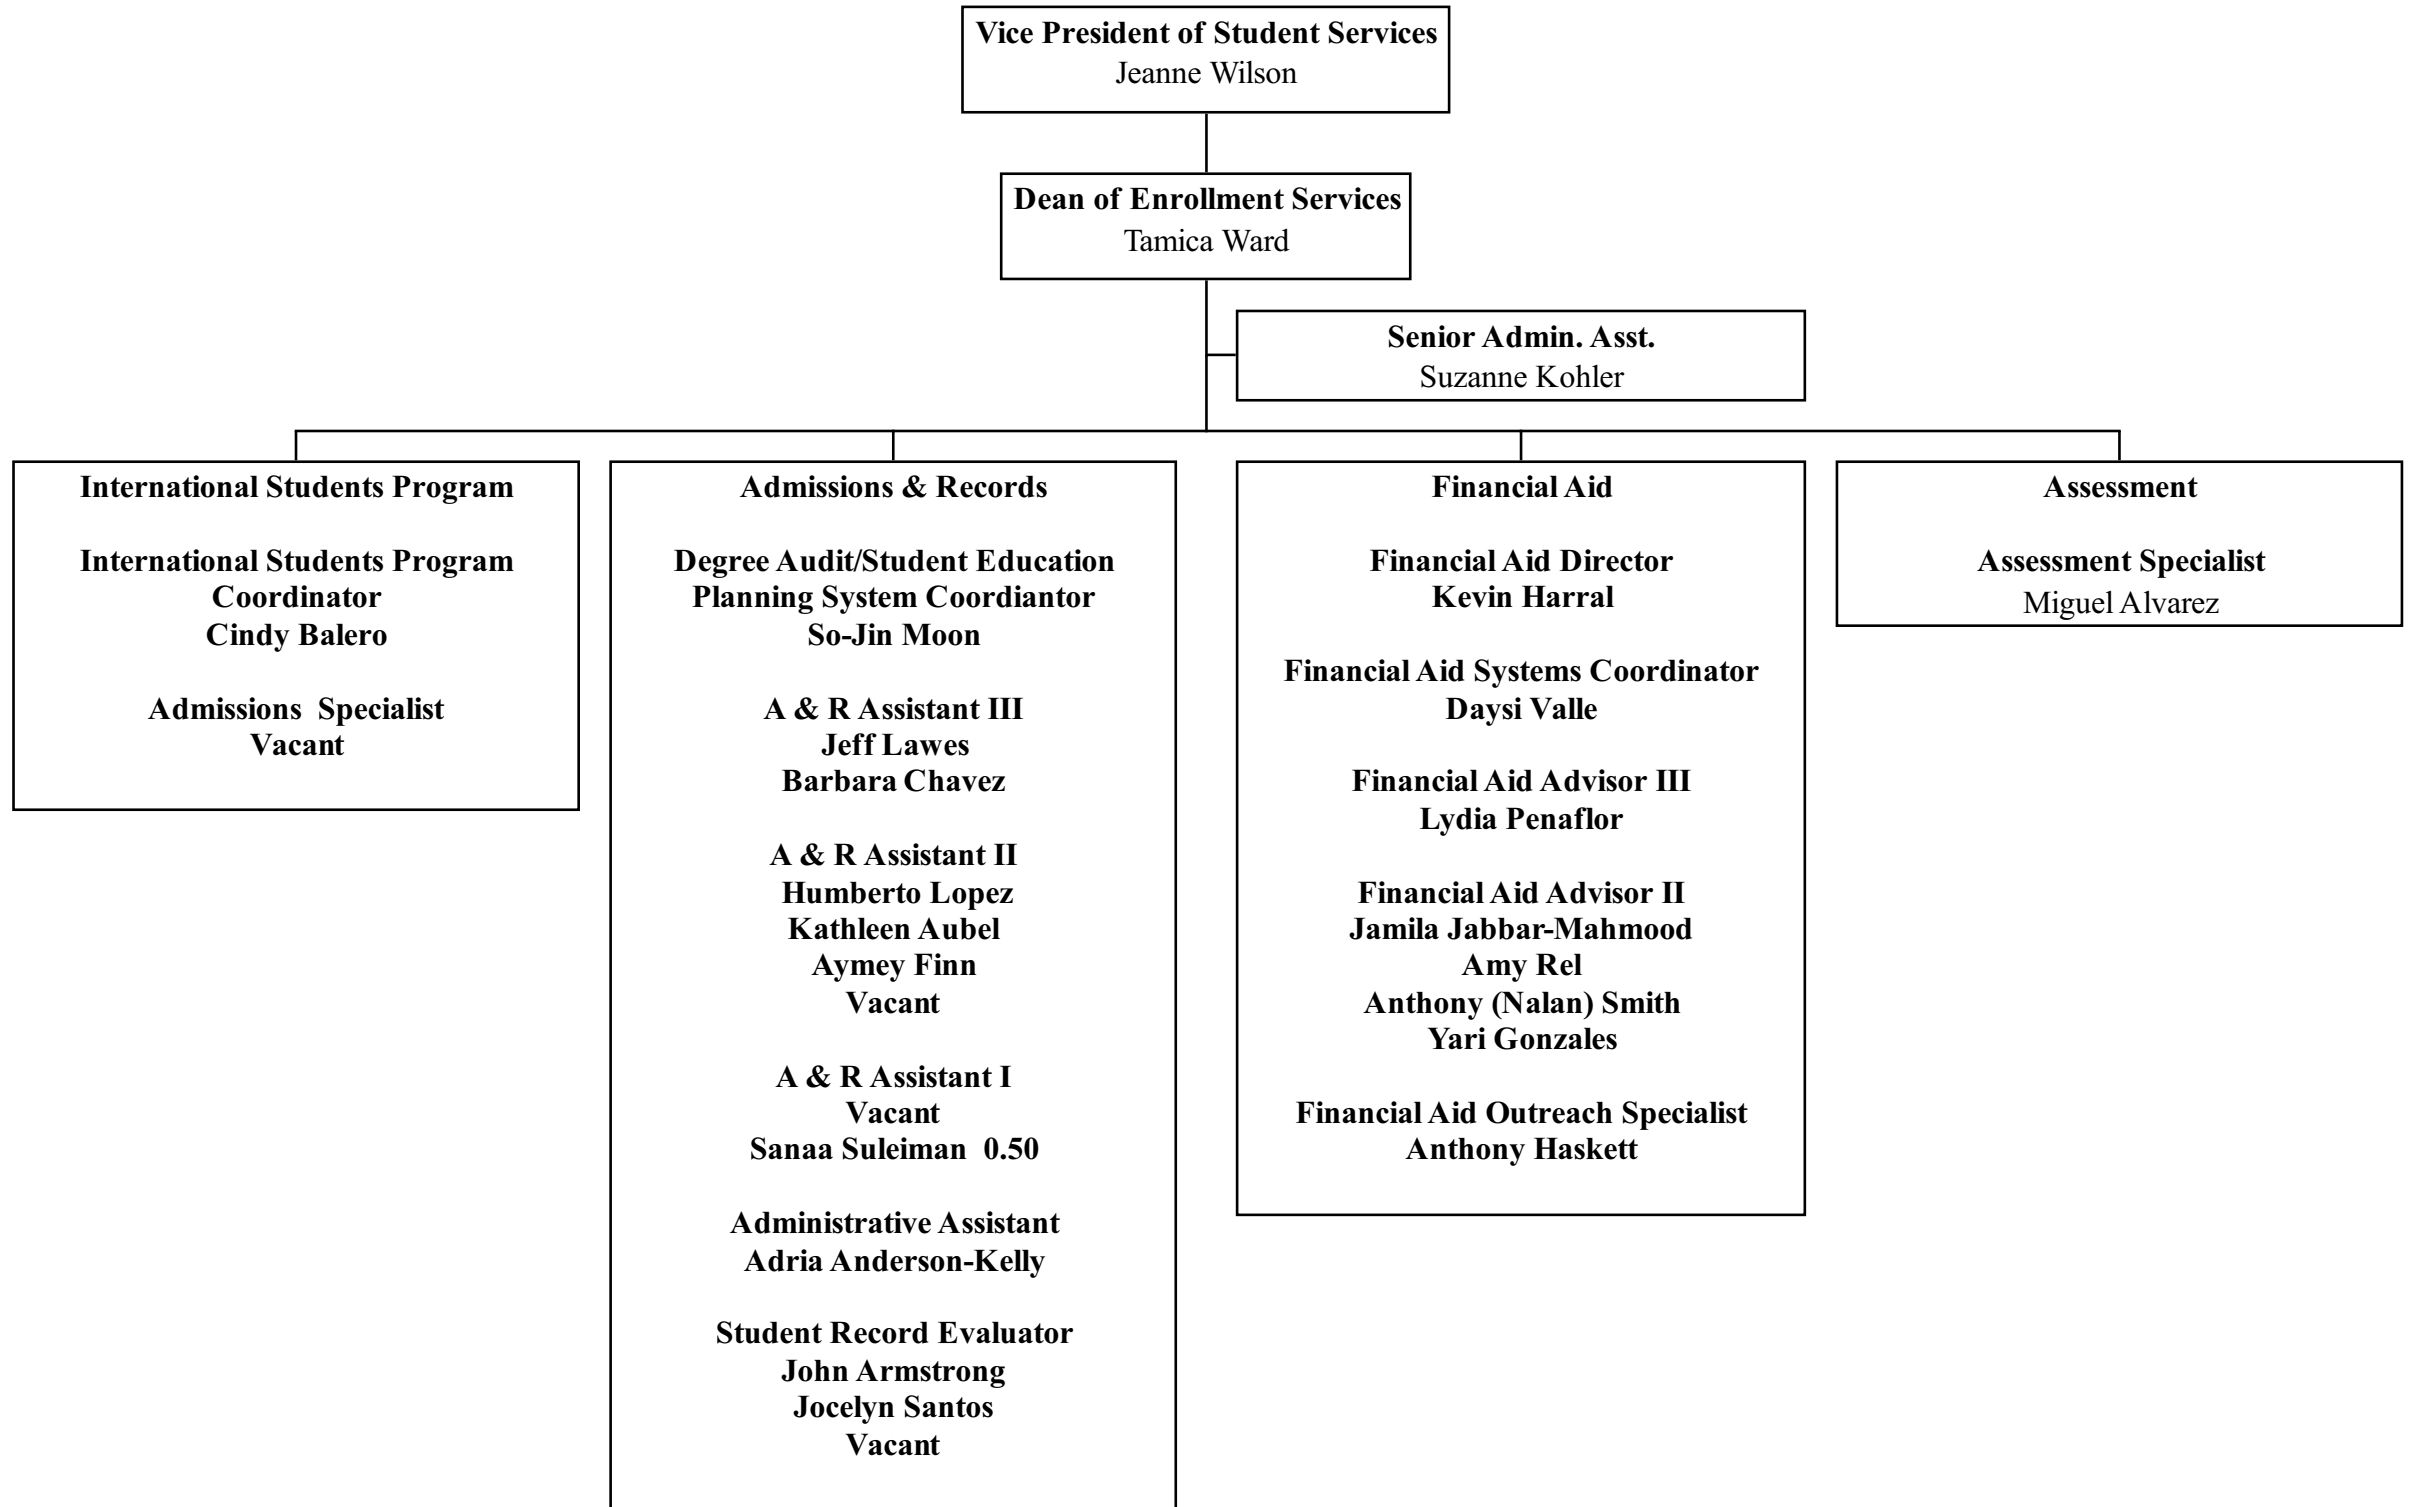 Vice President of Student Services
Jeanne Wilson
Dean of Enrollment Services
Tamica Ward
Senior Admin. Asst.
Suzanne Kohler
International Students Program
International Students Program
Coordinator
Cindy Balero
Admissions  Specialist
Vacant
Admissions & Records
Degree Audit/Student Education
Planning System Coordiantor
So-Jin Moon
A & R Assistant III
Jeff Lawes
Barbara Chavez
A & R Assistant II
Humberto Lopez
Kathleen Aubel
Aymey Finn
Vacant
A & R Assistant I
Vacant
Sanaa Suleiman  0.50
Administrative Assistant
Adria Anderson-Kelly
Student Record Evaluator
John Armstrong
Jocelyn Santos
Vacant
Financial Aid
Financial Aid Director
Kevin Harral
Financial Aid Systems Coordinator
Daysi Valle
Financial Aid Advisor III
Lydia Penaflor
Financial Aid Advisor II
Jamila Jabbar-Mahmood
Amy Rel
Anthony (Nalan) Smith
Yari Gonzales
Financial Aid Outreach Specialist
Anthony Haskett
Assessment
Assessment Specialist
Miguel Alvarez